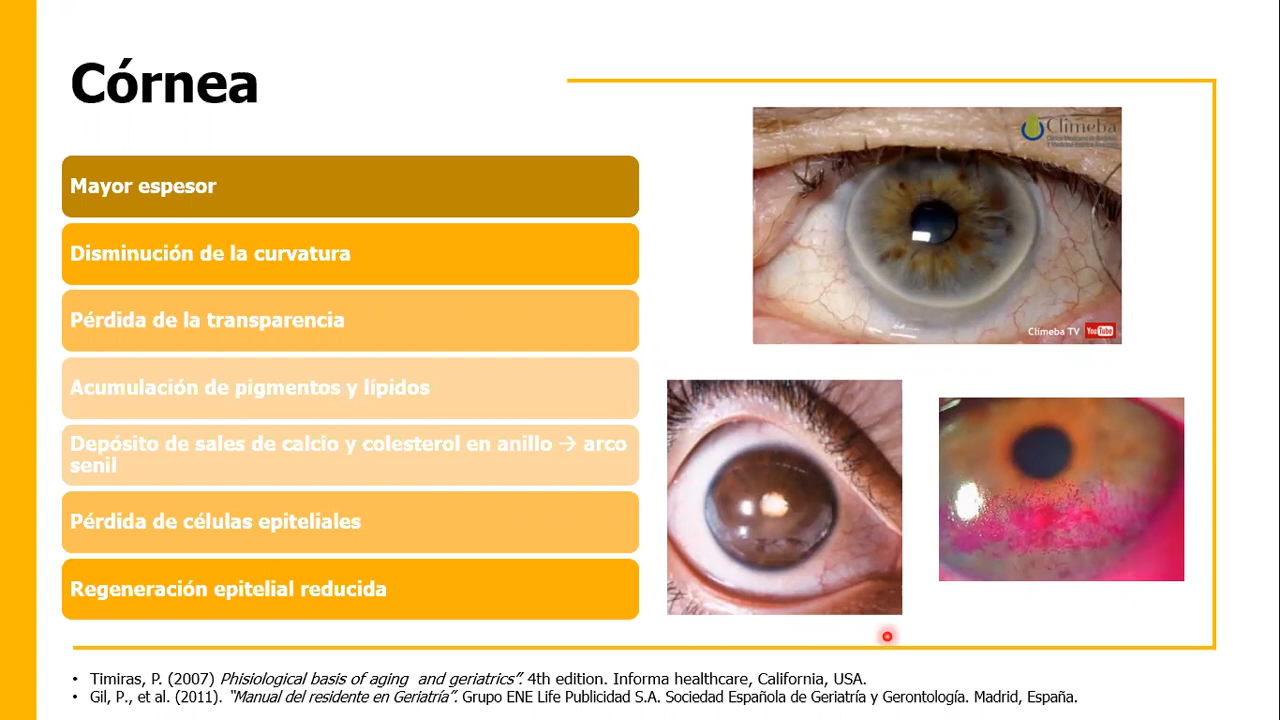 Córnea
Mayor espesor
Disminución de la curvatura
Pérdida de la transparencia
Acumulación de pigmentos y lípidos
Depósito de sales de calcio y colesterol en anillo → arco
senil
Pérdida de células epiteliales
Regeneración epitelial reducida
Climeba
Climeba TV YouTube
• Timiras, P. (2007) Phisiological basis of aging and geriatrics”. 4th edition. Informa healthcare, California, USA.
• Gil, P., et al. (2011). “Manual del residente en Geriatría”. Grupo ENE Life Publicidad S.A. Sociedad Española de Geriatría y Gerontología. Madrid, España.